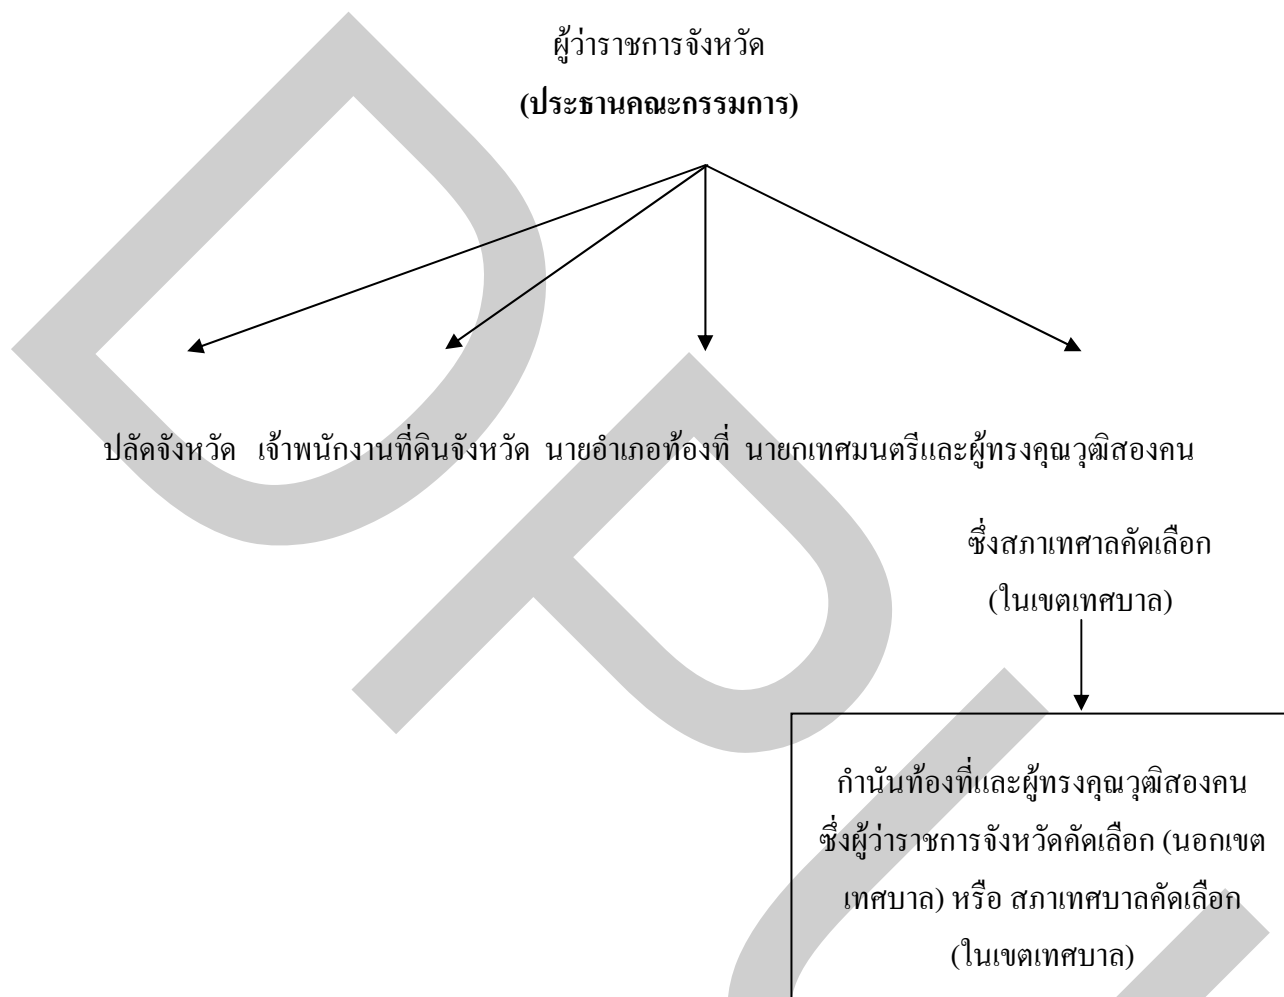 ผู้ว่าราชการจังหวัด
(ประธานคณะกรรมการ)
ปลัดจังหวัด เจ้าพนักงานที่ดินจังหวัด นายอำเภอท้องที่ นายกเทศมนตรีและผู้ทรงคุณวุฒิสองคน
ซึ่งสภาเทศาลคัดเลือก
(ในเขตเทศบาล)
กำนันท้องที่และผู้ทรงคุณวุฒิสองคน
ซึ่งผู้ว่าราชการจังหวัดคัดเลือก (นอกเขต
เทศบาล) หรือ สภาเทศบาลคัดเลือก
(ในเขตเทศบาล)